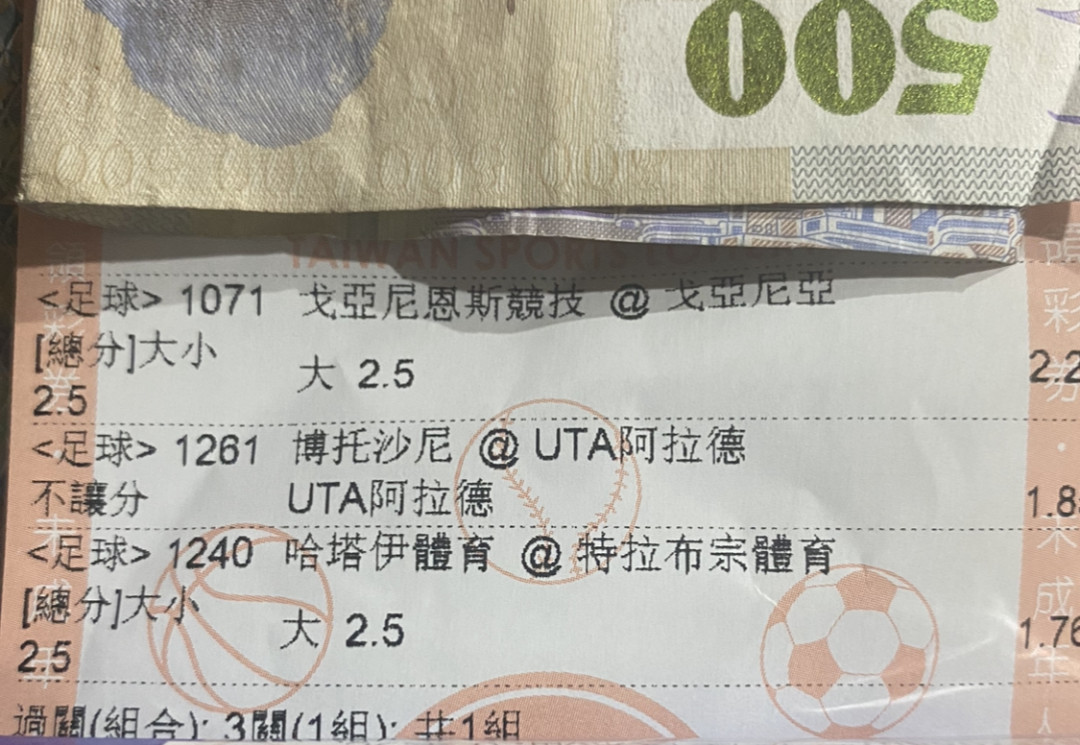 500
TAIWAN SPORTS
<足球> 1071 戈亞尼恩斯競技 @ 戈亞尼亞
[總分]大小
2.5
大 2.5
2.2
<足球> 1261 博托沙尼 @ UTA阿拉德
不讓分 UTA阿拉德 1.8
<足球> 1240 哈塔伊體育 @ 特拉布宗體育
[總分]大小
2.5
大 2.5
1.76
過關(組合): 3關(1組); 共1組